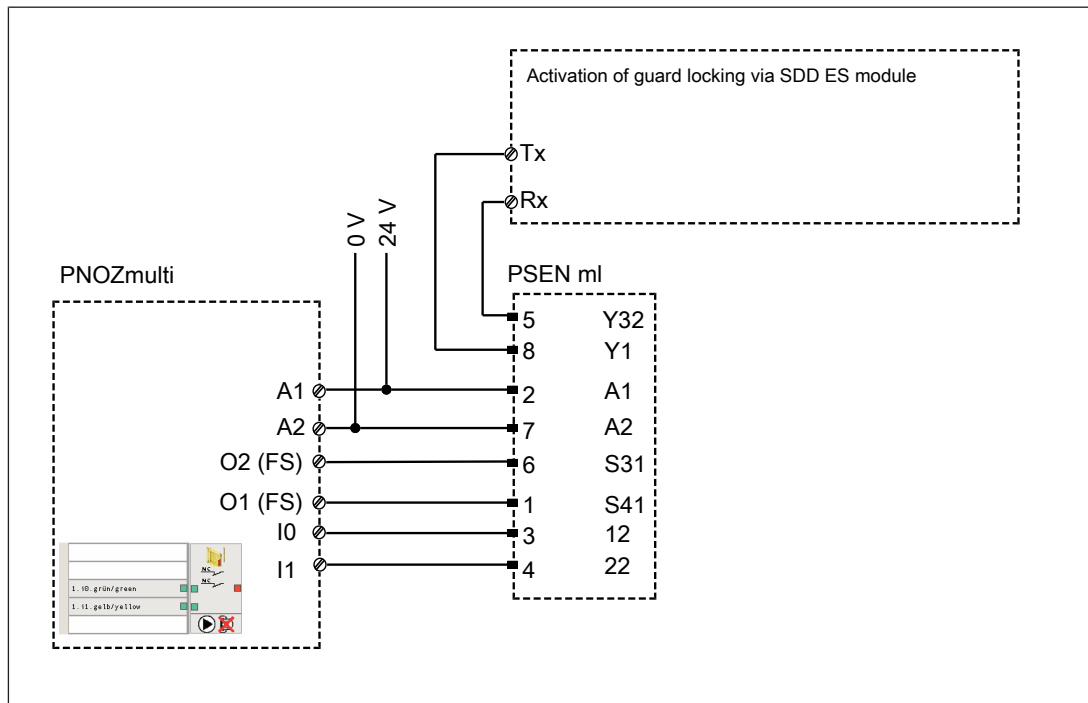 Activation of guard locking via SDD ES module
Tx
Rx
0 V
24 V
PNOZmulti
PSEN ml
5 Y32
8 Y1
A1 2 A1
A2 7 A2
O2 (FS) 6 S31
O1 (FS) 1 S41
I0 3 12
I1 4 22
NC
NC
1.i0.grün/green
1.i1.gelb/yellow